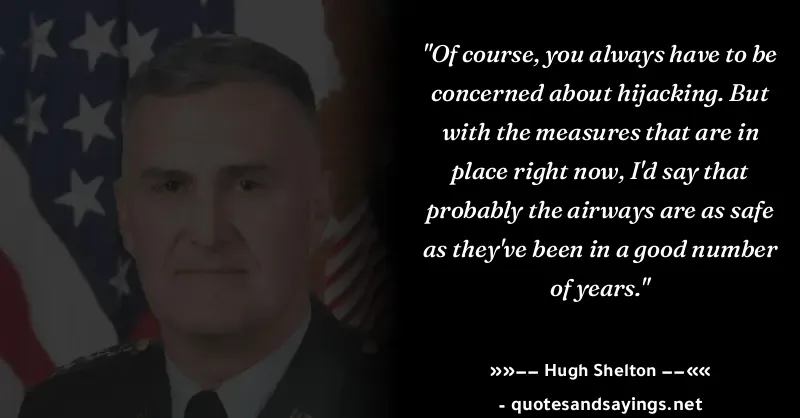 "Of course, you always have to be
concerned about hijacking. But
with the measures that are in
place right now, I'd say that
probably the airways are as safe
as they've been in a good number
of years."
»»-- Hugh Shelton --««
- quotesandsayings.net